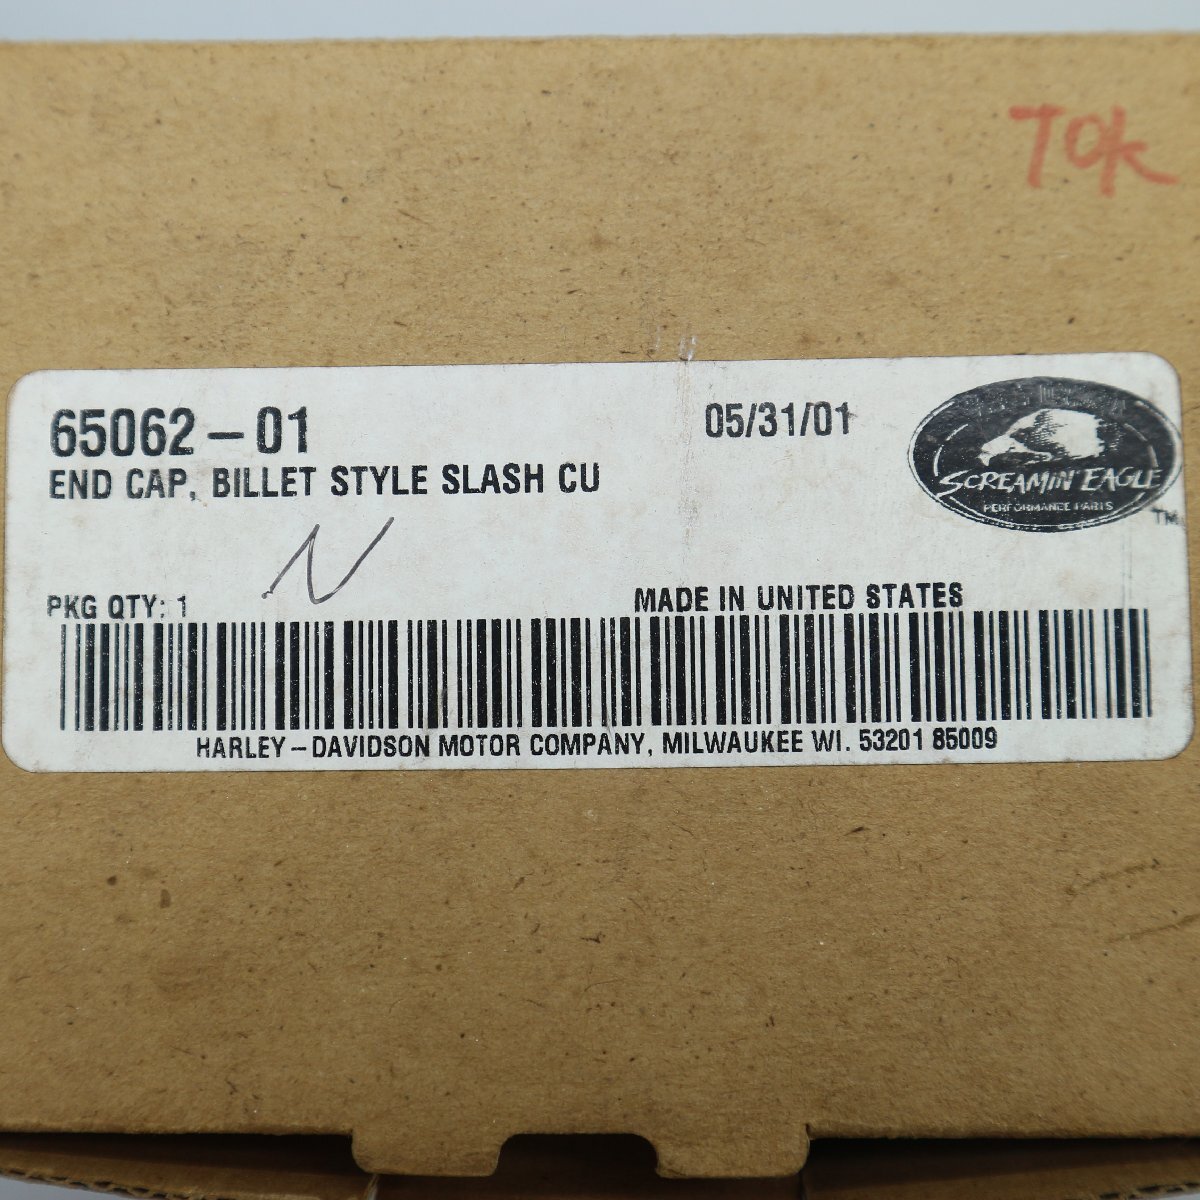 TOK
65062-01
05/31/01
END CAP, BILLET STYLE SLASH CU
SCREAMIN' EAGLE
PERFORMANCE PARTS
TM
N
PKG QTY: 1
MADE IN UNITED STATES
HARLEY-DAVIDSON MOTOR COMPANY, MILWAUKEE WI. 53201 85009